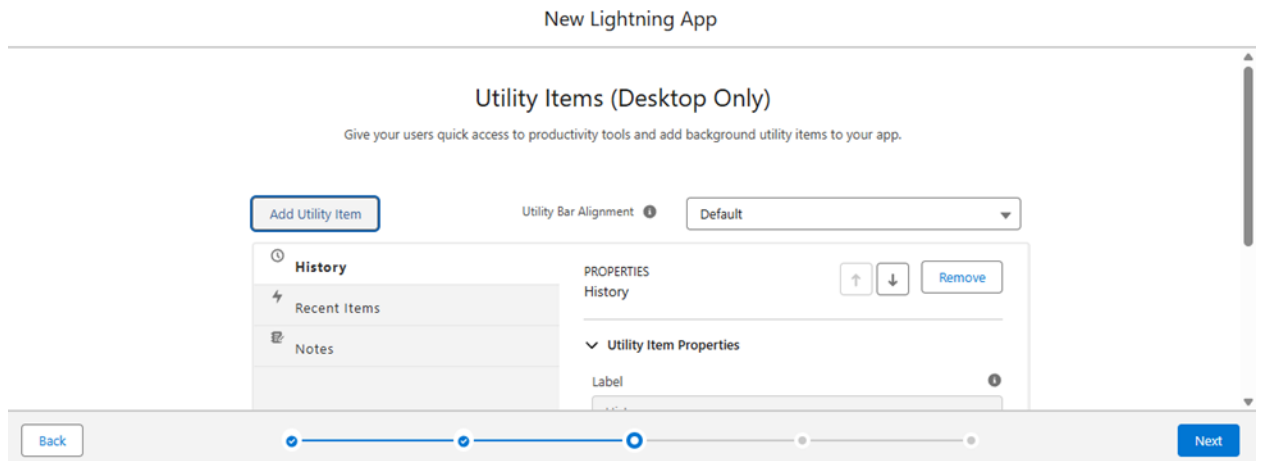 New Lightning App
Utility Items (Desktop Only)
Give your users quick access to productivity tools and add background utility items to your app.
Add Utility Item
Utility Bar Alignment
Default
History
Recent Items
Notes
PROPERTIES
History
Remove
Utility Item Properties
Label
Back
Next